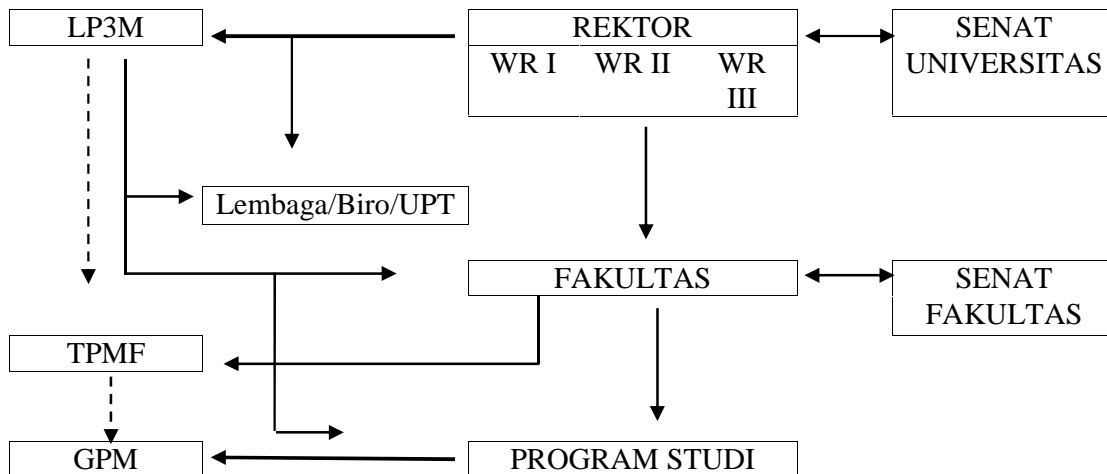 LP3M
REKTOR
SENAT
UNIVERSITAS
WR I
WR II
WR
III
Lembaga/Biro/UPT
FAKULTAS
SENAT
FAKULTAS
TPMF
GPM
PROGRAM STUDI